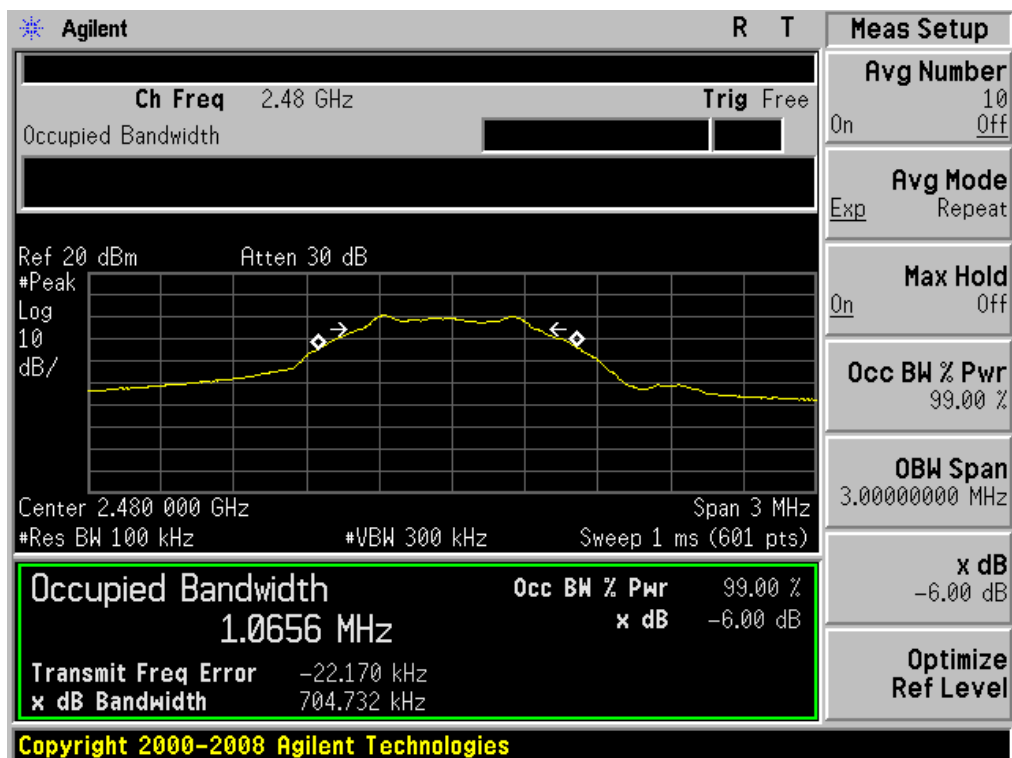 Agilent R T
Ch Freq 2.48 GHz Trig Free
Occupied Bandwidth
Ref 20 dBm Atten 30 dB
#Peak
Log
10
dB/
Center 2.480 000 GHz Span 3 MHz
#Res BW 100 kHz #VBW 300 kHz Sweep 1 ms (601 pts)
Occupied Bandwidth Occ BW % Pwr 99.00 %
1.0656 MHz x dB -6.00 dB
Transmit Freq Error -22.170 kHz
x dB Bandwidth 704.732 kHz
Copyright 2000-2008 Agilent Technologies
Meas Setup
Avg Number
10
On Off
Avg Mode
Exp Repeat
Max Hold
On Off
Occ BW % Pwr
99.00 %
OBW Span
3.00000000 MHz
x dB
-6.00 dB
Optimize
Ref Level